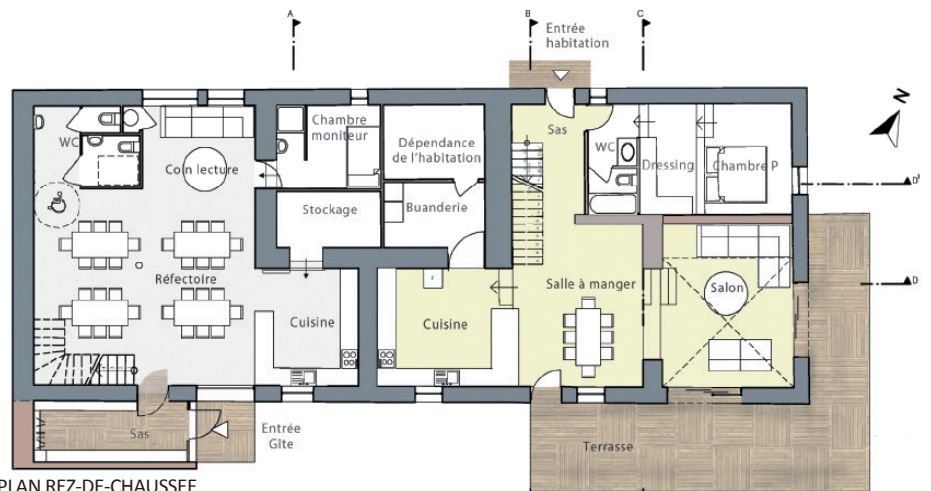 A
B
C
Entrée
habitation
N
Sas
WC
Chambre
moniteur
Dépendance
de l'habitation
WC
Coin lecture
Dressing
Chambre P
D'
Stockage
Buanderie
Réfectoire
Salle à manger
Salon
D
Cuisine
Cuisine
Sas
Entrée
Gîte
Terrasse
PLAN REZ-DE-CHAUSSEE